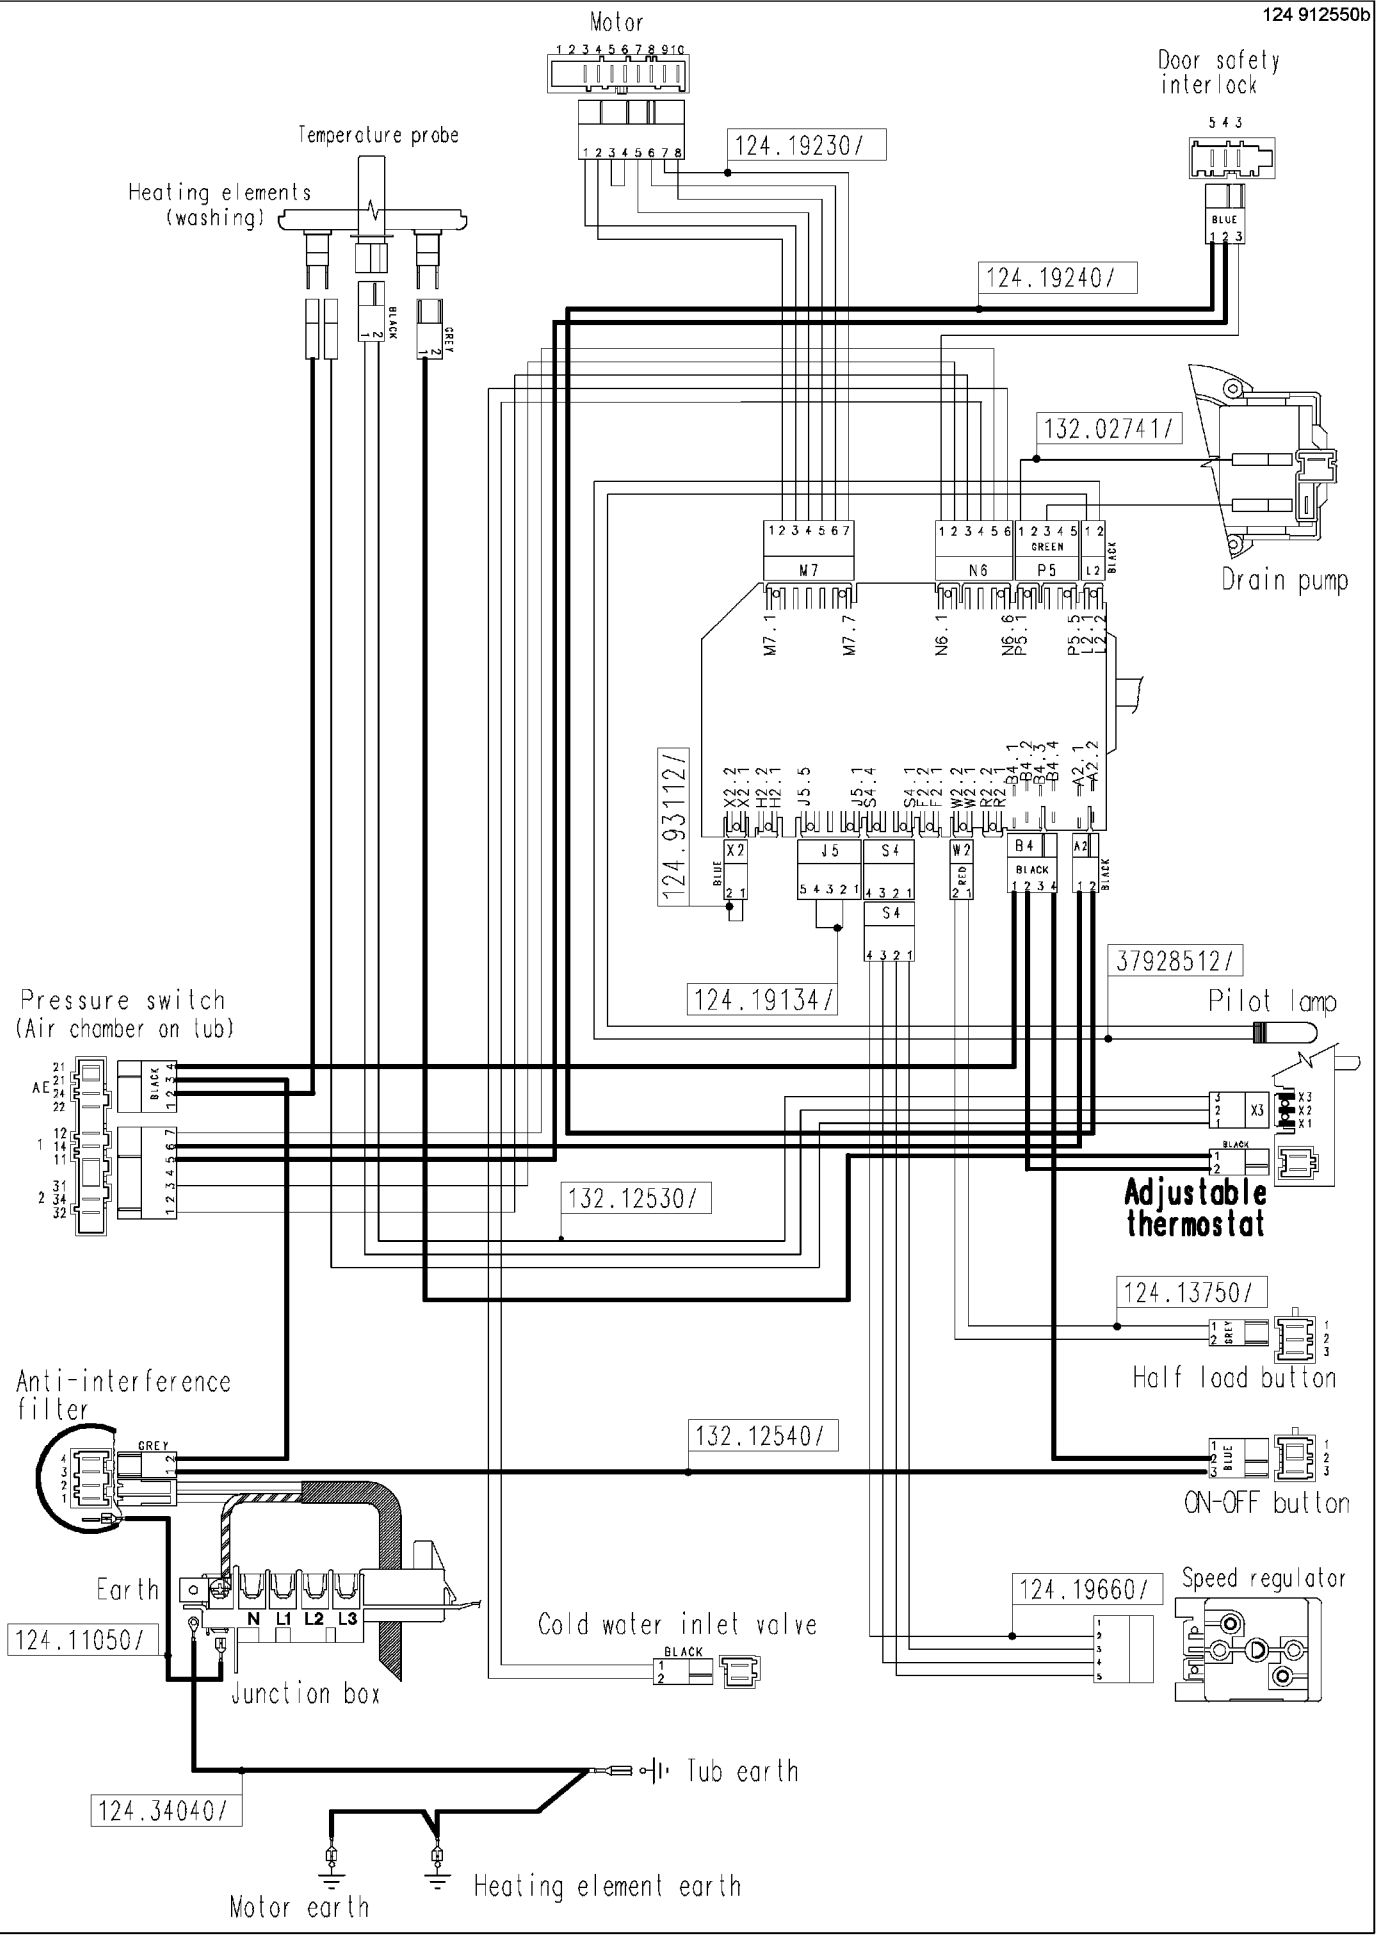 124 912550b
Motor
1 2 3 4 5 6 7 8 9 10
Door safety
interlock
5 4 3
Temperature probe
124.19230/
1 2 3 4 5 6 7 8
Heating elements
(washing)
BLUE
1 2 3
124.19240/
BLACK
1 2
GREY
1 2
132.02741/
1 2 3 4 5 6 7
M7
1 2 3 4 5 6
N6
1 2 3 4 5
GREEN
P5
1 2
L2
BLACK
Drain pump
M7.1
M7.7
N6.1
N6.6
P5.1
P5.5
L2.1
L2.2
124.93112/
X2.2
X2.1
H2.2
H2.1
J5.5
J5.1
S4.4
S4.1
F2.2
F2.1
W2.2
W2.1
R2.2
R2.1
B4.1
B4.2
B4.3
B4.4
A2.1
A2.2
BLUE
X2
2 1
J5
5 4 3 2 1
S4
4 3 2 1
W2
RED
2 1
B4
BLACK
1 2 3 4
A2
1 2
BLACK
S4
4 3 2 1
37928512/
124.19134/
Pilot lamp
Pressure switch
(Air chamber on tub)
AE
21
21
24
22
BLACK
1 2 3 4
1
12
14
11
2
31
34
32
1 2 3 4 5 6 7
3
2
1
X3
X3
X2
X1
BLACK
1
2
Adjustable
thermostat
132.12530/
124.13750/
1
2
GREY
1
2
3
Half load button
Anti-interference
filter
GREY
1 2
4
3
2
1
132.12540/
1
2
3
BLUE
1
2
3
ON-OFF button
Earth
N L1 L2 L3
124.11050/
Junction box
Cold water inlet valve
BLACK
1
2
124.19660/
Speed regulator
1
2
3
4
5
Tub earth
124.34040/
Heating element earth
Motor earth